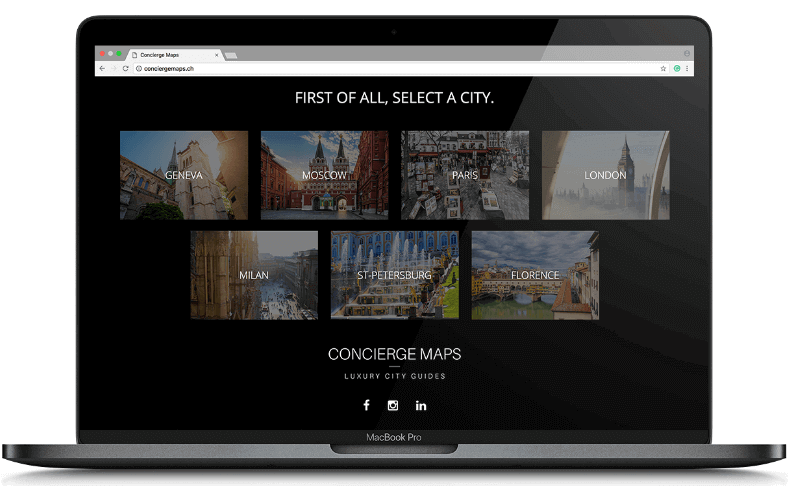 Concierge Maps
conciergemaps.ch
FIRST OF ALL, SELECT A CITY.
GENEVA
MOSCOW
PARIS
LONDON
MILAN
ST-PETERSBURG
FLORENCE
CONCIERGE MAPS
LUXURY CITY GUIDES
MacBook Pro